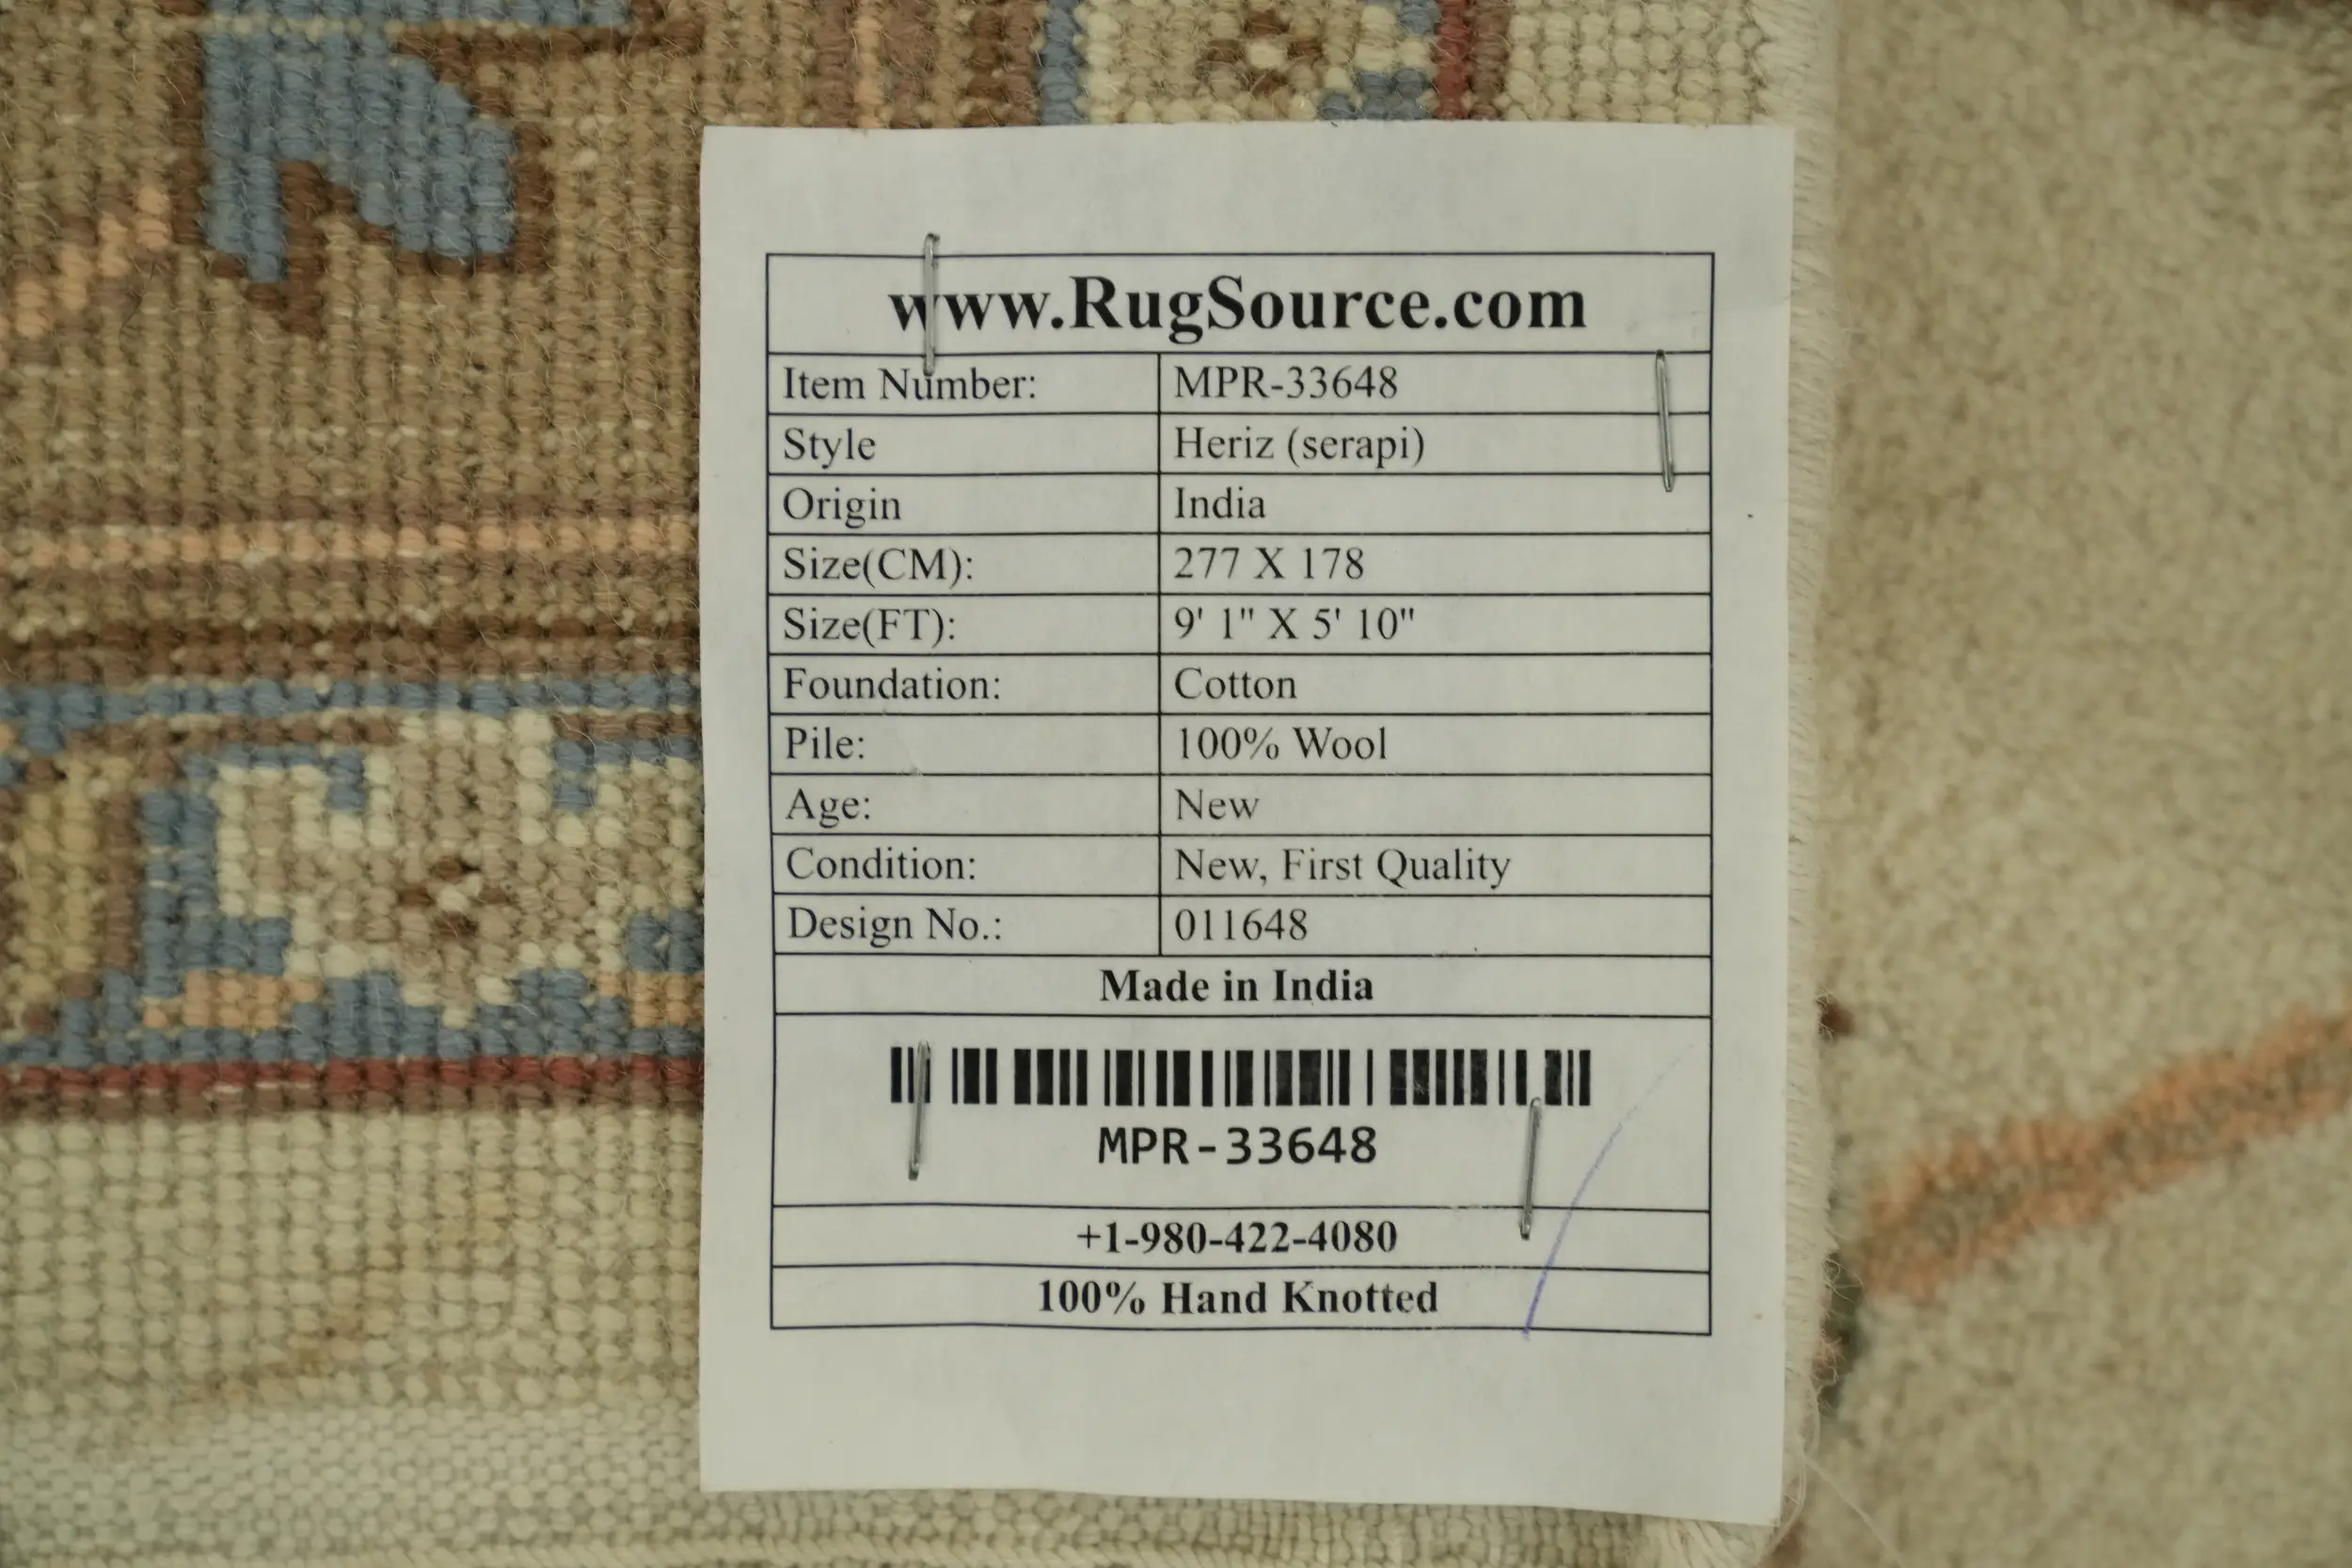 www.RugSource.com
Item Number: MPR-33648
Style Heriz (serapi)
Origin India
Size(CM): 277 X 178
Size(FT): 9' 1" X 5' 10"
Foundation: Cotton
Pile: 100% Wool
Age: New
Condition: New, First Quality
Design No.: 011648
Made in India
MPR-33648
+1-980-422-4080
100% Hand Knotted